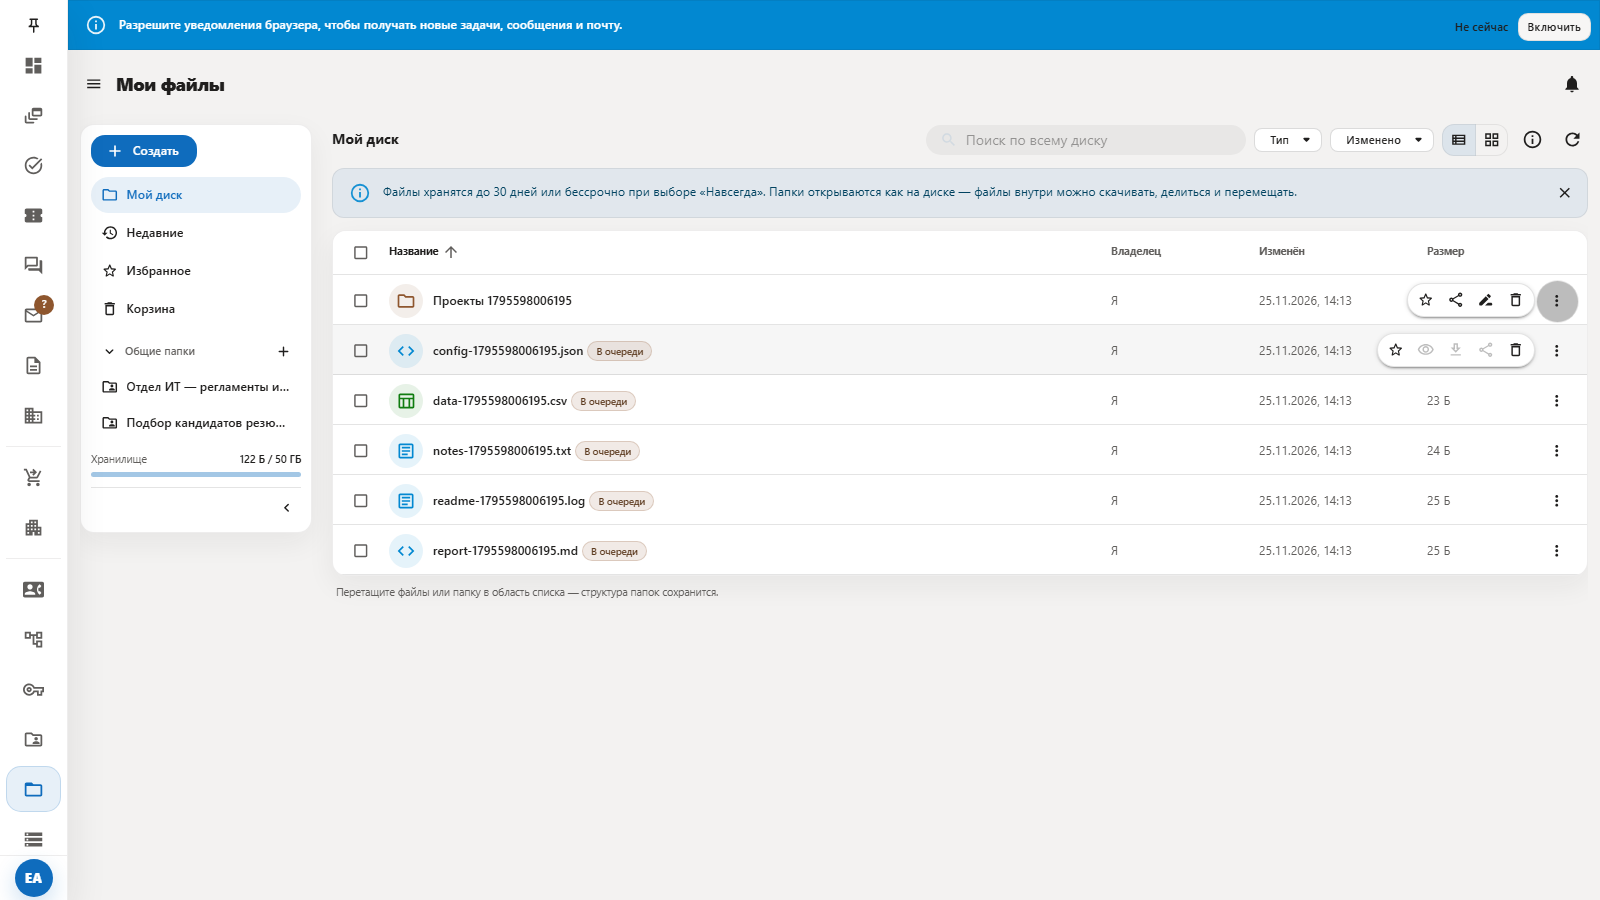 Разрешите уведомления браузера, чтобы получать новые задачи, сообщения и почту.
Не сейчас
Включить
Мои файлы
?
Создать
Мой диск
Недавние
Избранное
Корзина
Общие папки
Отдел ИТ — регламенты и...
Подбор кандидатов резю...
Хранилище
122 Б / 50 ГБ
Мой диск
Поиск по всему диску
Тип
Изменено
Файлы хранятся до 30 дней или бессрочно при выборе «Навсегда». Папки открываются как на диске — файлы внутри можно скачивать, делиться и перемещать.
Название
Владелец
Изменён
Размер
Проекты 1795598006195
Я
25.11.2026, 14:13
config-1795598006195.json
В очереди
Я
25.11.2026, 14:13
data-1795598006195.csv
В очереди
Я
25.11.2026, 14:13
23 Б
notes-1795598006195.txt
В очереди
Я
25.11.2026, 14:13
24 Б
readme-1795598006195.log
В очереди
Я
25.11.2026, 14:13
25 Б
report-1795598006195.md
В очереди
Я
25.11.2026, 14:13
25 Б
Перетащите файлы или папку в область списка — структура папок сохранится.
EA